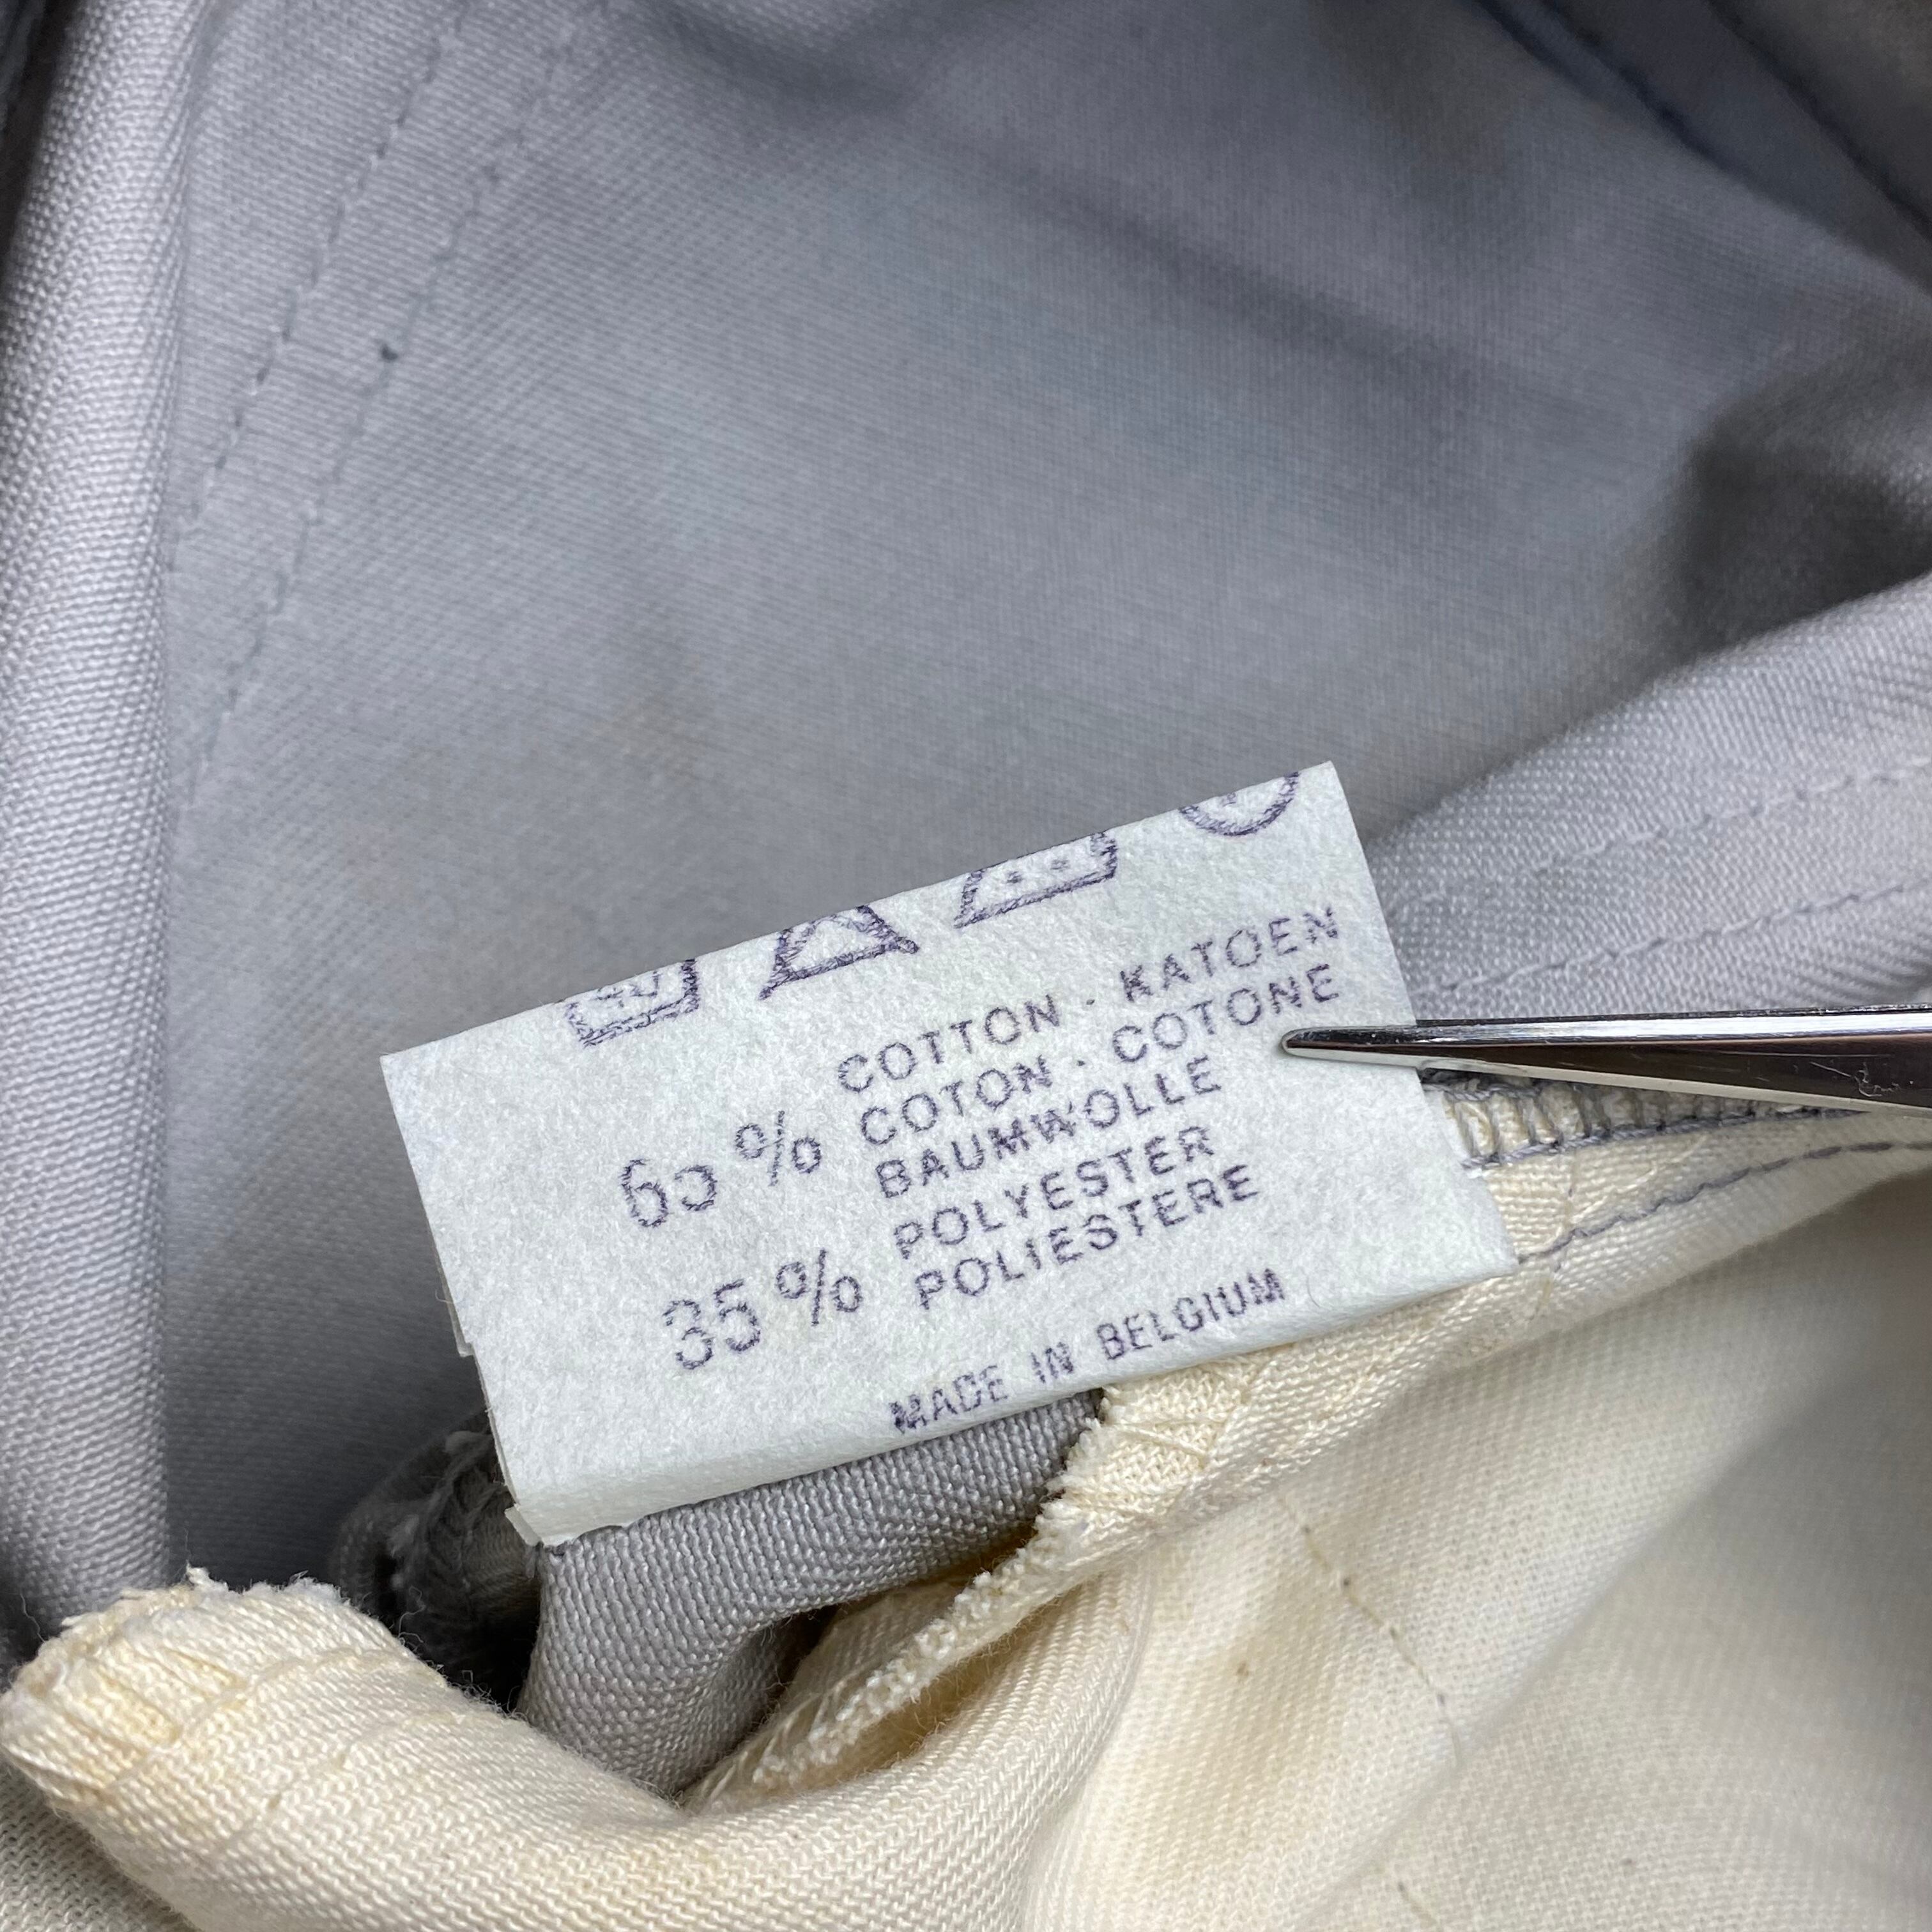 COTTON · KATOEN
65 % COTON · COTONE
BAUMWOLLE
POLYESTER
35 % POLIESTERE
MADE IN BELGIUM